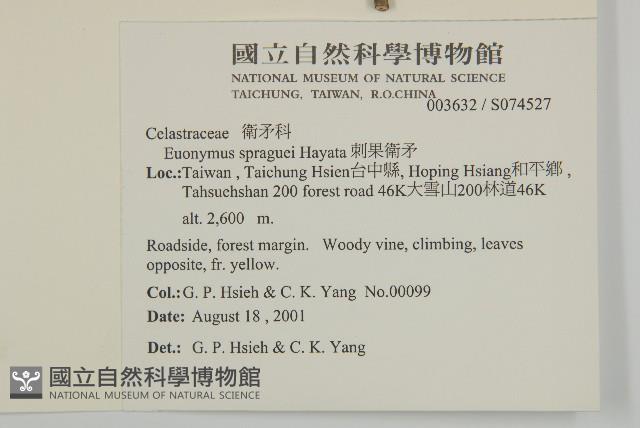 國立自然科學博物館
NATIONAL MUSEUM OF NATURAL SCIENCE
TAICHUNG, TAIWAN, R.O.CHINA
003632 / S074527
Celastraceae 衛矛科
Euonymus spraguei Hayata 刺果衛矛
Loc.:Taiwan , Taichung Hsien台中縣, Hoping Hsiang和平鄉 ,
Tahsuehshan 200 forest road 46K大雪山200林道46K
alt. 2,600 m.
Roadside, forest margin. Woody vine, climbing, leaves
opposite, fr. yellow.
Col.:G. P. Hsieh & C. K. Yang No.00099
Date: August 18 , 2001
Det.: G. P. Hsieh & C. K. Yang
國立自然科學博物館
NATIONAL MUSEUM OF NATURAL SCIENCE